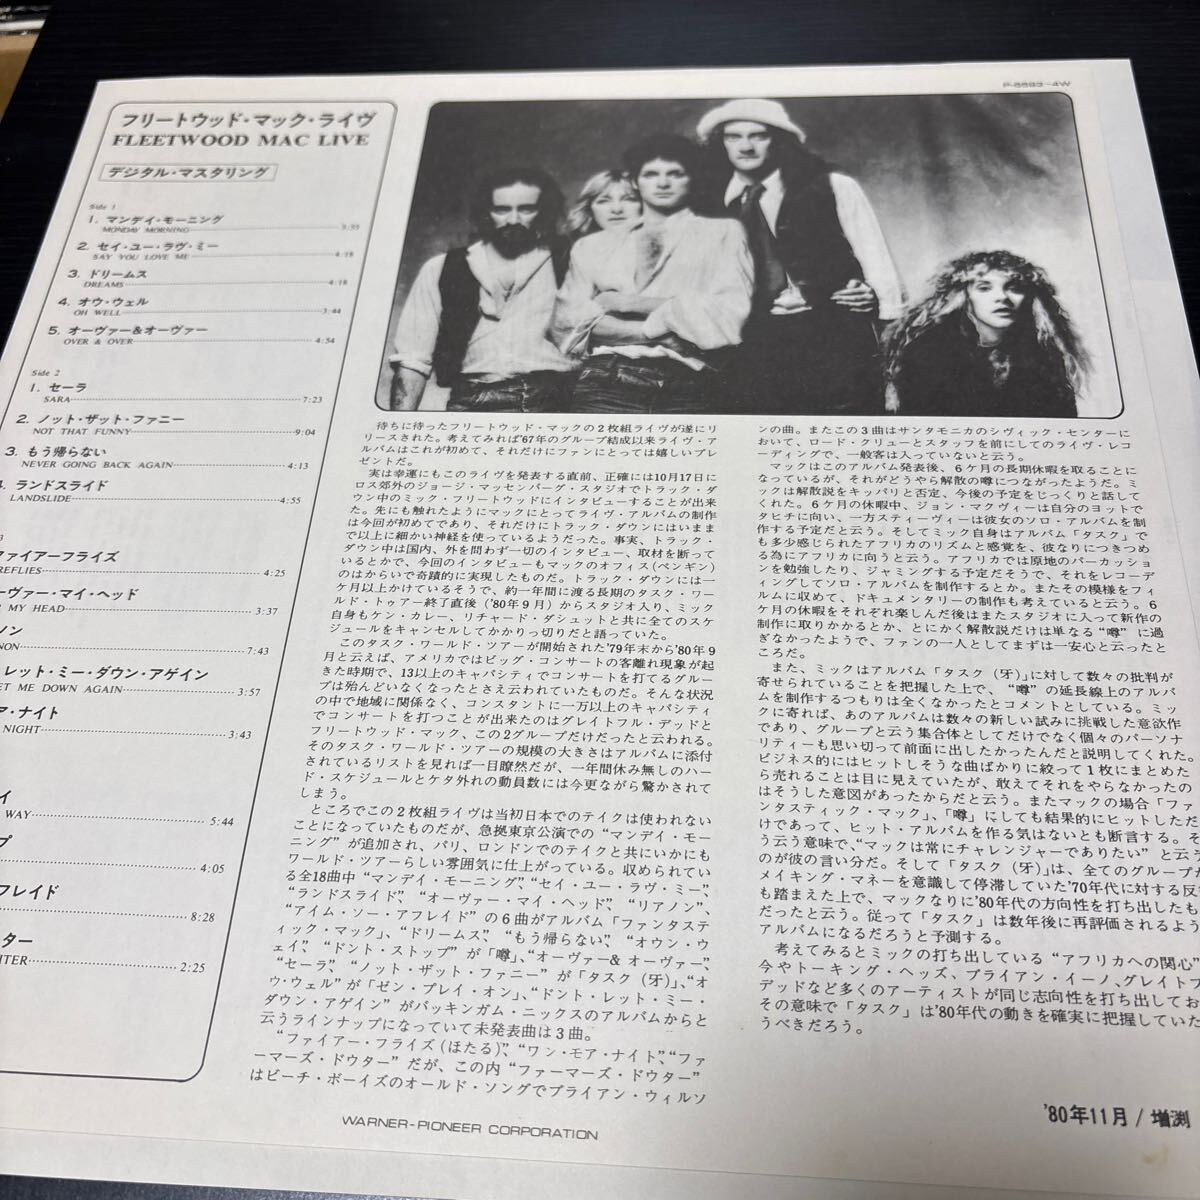 P-5593~4W
フリートウッド・マック・ライヴ
FLEETWOOD MAC LIVE
デジタル・マスタリング
Side 1
1. マンデイ・モーニング
MONDAY MORNING 3:55
2. セイ・ユー・ラヴ・ミー
SAY YOU LOVE ME 4:18
3. ドリームス
DREAMS 4:18
4. オウ・ウェル
OH WELL 3:44
5. オーヴァー&オーヴァー
OVER & OVER 4:54
Side 2
1. セーラ
SARA 7:23
2. ノット・ザット・ファニー
NOT THAT FUNNY 9:04
3. もう帰らない
NEVER GOING BACK AGAIN 4:13
4. ランドスライド
LANDSLIDE 4:55
3
ファイアーフライズ
REFLIES 4:25
ーヴァー・マイ・ヘッド
R MY HEAD 3:37
ノン
NON 7:43
レット・ミー・ダウン・アゲイン
ET ME DOWN AGAIN 3:57
ア・ナイト
NIGHT 3:43
イ
WAY 5:44
プ
4:05
フレイド
8:28
ター
TER 2:25
待ちに待ったフリートウッド・マックの2枚組ライヴが遂にリ
リースされた。考えてみれば'67年のグループ結成以来ライヴ・ア
ルバムはこれが初めて、それだけにファンにとっては嬉しいプレ
ゼントだ。
実は幸運にもこのライヴを発表する直前、正確には10月17日に
ロス郊外のジョージ・マッセンバーグ・スタジオでトラック・ダ
ウン中のミック・フリートウッドにインタビューすることが出来
た。先にも触れたようにマックにとってライヴ・アルバムの制作
は今回が初めてであり、それだけにトラック・ダウンにはいまま
で以上に細かい神経を使っているようだった。事実、トラック・
ダウン中は国内、外を問わず一切のインタビュー、取材を断って
いるとかで、今回のインタビューもマックのオフィス(ペンギン)
のはからいで奇蹟的に実現したものだ。トラック・ダウンには一
ケ月以上かけているそうで、約一年間に渡る長期のタスク・ワー
ルド・トゥアー終了直後('80年9月)からスタジオ入り、ミック
自身もケン・カレー、リチャード・ダシュットと共に全てのスケ
ジュールをキャンセルしてかかりっ切りだと語っていた。
このタスク・ワールド・ツアーが開始された'79年末から'80年9
月と云えば、アメリカではビッグ・コンサートの客離れ現象が起
きた時期で、13以上のキャパシティでコンサートを打てるグルー
プは殆んどいなくなったとさえ云われていたものだ。そんな状況
の中で地域に関係なく、コンスタントに一万以上のキャパシティ
でコンサートを打つことが出来たのはグレイトフル・デッドと
フリートウッド・マック、この2グループだけだったと云われる。
そのタスク・ワールド・ツアーの規模の大きさはアルバムに添付
されているリストを見れば一目瞭然だが、一年間休み無しのハー
ド・スケジュールとケタ外れの動員数には今更ながら驚かされて
しまう。
ところでこの2枚組ライヴは当初日本でのテイクは使われない
ことになっていたものだが、急拠東京公演での“マンデイ・モー
ニング”が追加され、パリ、ロンドンでのテイクと共にいかにも
ワールド・ツアーらしい雰囲気に仕上がっている。収められてい
る全18曲中“マンデイ・モーニング”、“セイ・ユー・ラヴ・ミー”、
“ランドスライド”、“オーヴァー・マイ・ヘッド”、“リアノン”、
“アイム・ソー・アフレイド”の6曲がアルバム「ファンタステ
ィック・マック」、“ドリームス”、“もう帰らない”、“オウン・ウ
ェイ”、“ドント・ストップ”が「噂」、“オーヴァー& オーヴァー”、
“セーラ”、“ノット・ザット・ファニー”が「タスク(牙)」、“オ
ウ・ウェル”が「ゼン・プレイ・オン」、“ドント・レット・ミー・
ダウン・アゲイン”がバッキンガム・ニックスのアルバムからと
云うラインナップになっていて未発表曲は3曲。
“ファイアー・フライズ(ほたる)”、“ワン・モア・ナイト”、“ファ
ーマーズ・ドウター”だが、この内“ファーマーズ・ドウター”
はビーチ・ボーイズのオールド・ソングでブライアン・ウィルソ
ンの曲。またこの3曲はサンタモニカのシヴィック・センターに
おいて、ロード・クリューとスタッフを前にしてのライヴ・レコ
ーディングで、一般客は入っていないと云う。
マックはこのアルバム発表後、6ケ月の長期休暇を取ることに
なっているが、それがどうやら解散の噂につながったようだ。ミ
ックは解散説をキッパリと否定、今後の予定をじっくりと話して
くれた。6ケ月の休暇中、ジョン・マクヴィーは自分のヨットで
タヒチに向い、一方スティーヴィーは彼女のソロ・アルバムを制
作する予定だと云う。そしてミック自身はアルバム「タスク」で
も多少感じられたアフリカのリズムと感覚を、彼なりにつきつめ
る為にアフリカに向うと云う。アフリカでは原地のパーカッショ
ンを勉強したり、ジャミングする予定だそうで、それをレコーデ
ィングしてソロ・アルバムを制作するとか。またその模様をフィ
ルムに収めて、ドキュメンタリーの制作も考えていると云う。6
ケ月の休暇をそれぞれ楽しんだ後はまたスタジオに入って新作の
制作に取りかかるとか、とにかく解散説だけは単なる“噂”に過
ぎなかったようで、ファンの一人としてまずは一安心と云ったと
ころだ。
また、ミックはアルバム「タスク(牙)」に対して数々の批判が
寄せられていることを把握した上で、“噂”の延長線上のアルバ
ムを制作するつもりは全くなかったとコメントとしている。ミッ
クに寄れば、あのアルバムは数々の新しい試みに挑戦した意欲作
であり、グループと云う集合体としてだけでなく個々のパーソナ
リティーも思い切って前面に出したかったんだと説明してくれた。
ビジネス的にはヒットしそうな曲ばかりに絞って1枚にまとめた
ら売れることは目に見えていたが、敢えてそれをやらなかったの
はそうした意図があったからだと云う。またマックの場合「ファ
ンタスティック・マック」、「噂」にしても結果的にヒットしただ
けであって、ヒット・アルバムを作る気はないとも断言する。そ
う云う意味で、“マックは常にチャレンジャーでありたい”と云う
のが彼の言い分だ。そして「タスク(牙)」は、全てのグループが
メイキング・マネーを意識して停滞していた'70年代に対する反
も踏まえた上で、マックなりに'80年代の方向性を打ち出したも
だったと云う。従って「タスク」は数年後に再評価されるよう
アルバムになるだろうと予測する。
考えてみるとミックの打ち出している“アフリカへの関心”
今やトーキング・ヘッズ、ブライアン・イーノ、グレイトフ
デッドなど多くのアーティストが同じ志向性を打ち出してお
その意味で「タスク」は'80年代の動きを確実に把握していた
うべきだろう。
'80年11月 / 増渕
WARNER-PIONEER CORPORATION